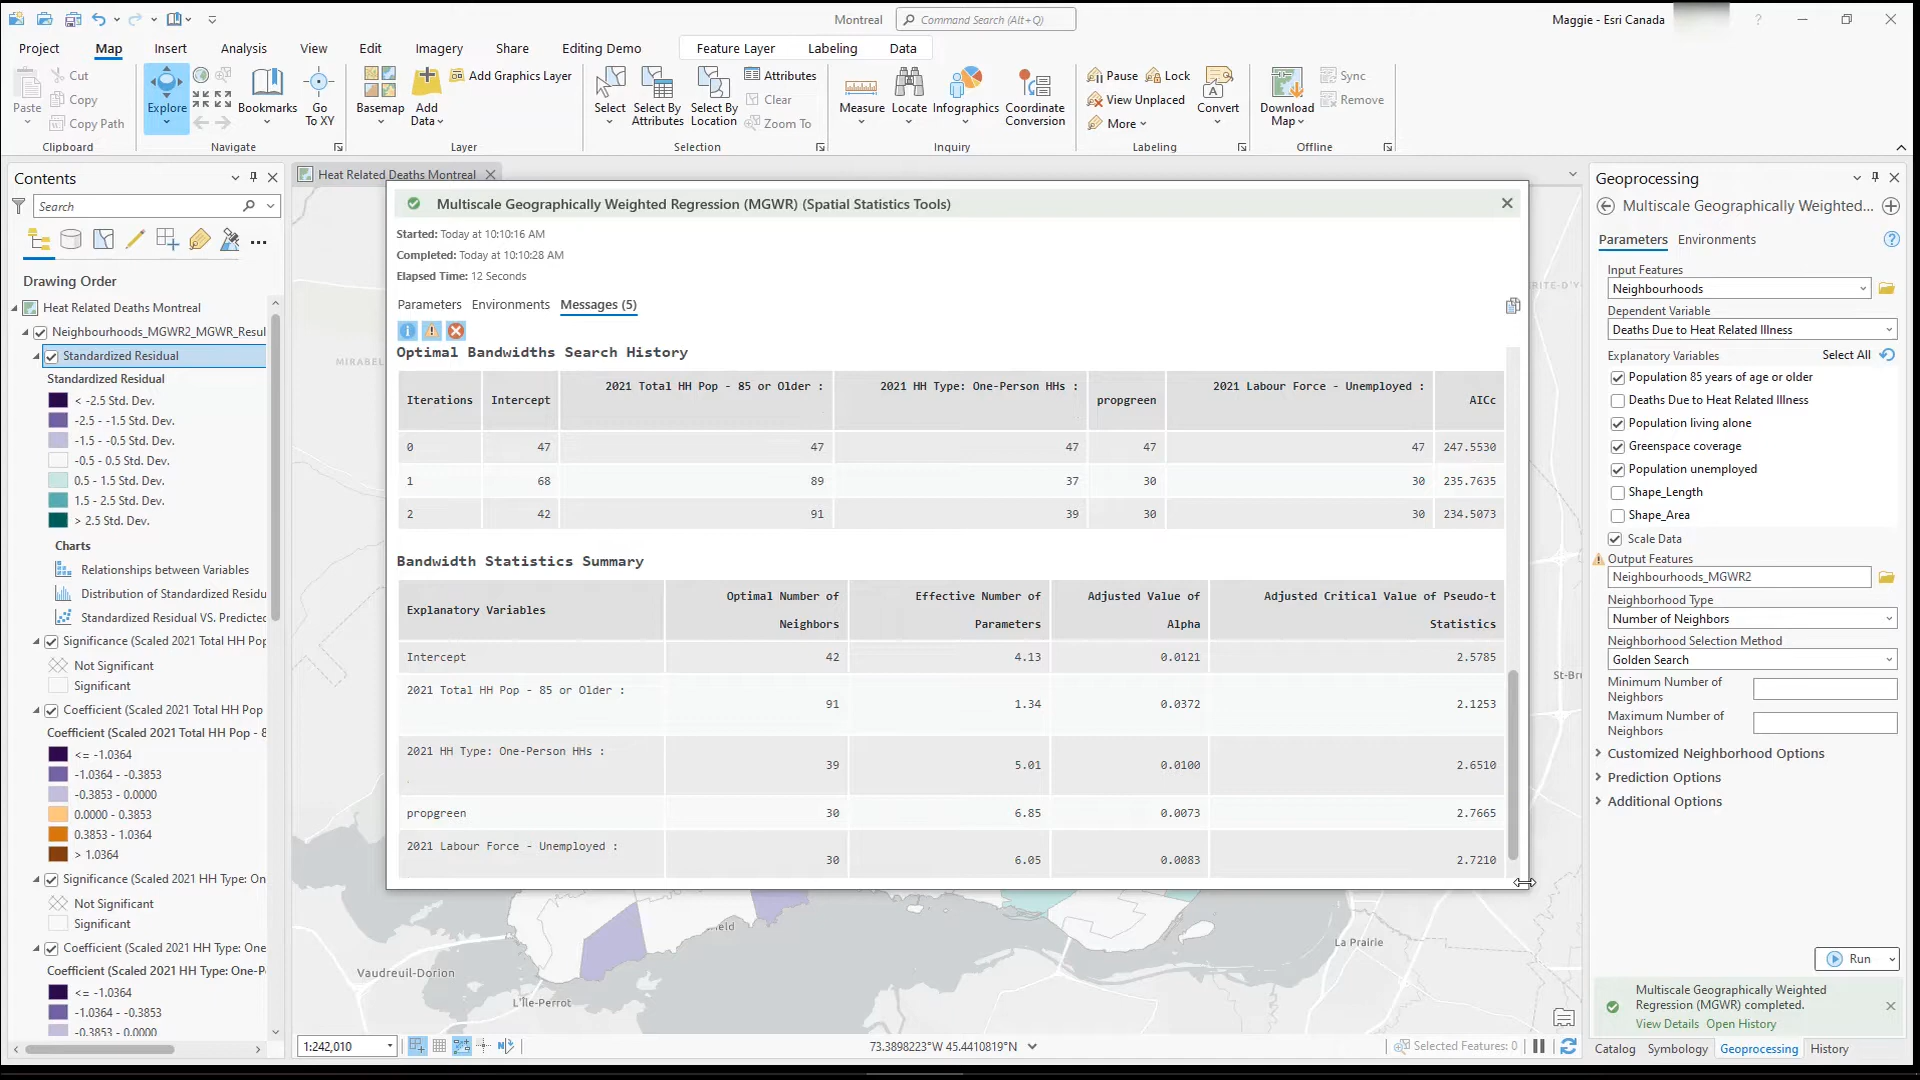 Montreal
Command Search (Alt+Q)
Maggie - Esri Canada
Project Map Insert Analysis View Edit Imagery Share Editing Demo Feature Layer Labeling Data
Paste
Cut
Copy
Copy Path
Clipboard
Explore
Bookmarks
Go To XY
Navigate
Basemap
Add Data
Add Graphics Layer
Layer
Select
Select By Attributes
Select By Location
Attributes
Clear
Zoom To
Selection
Measure
Locate
Infographics
Coordinate Conversion
Inquiry
Pause
Lock
View Unplaced
More
Convert
Labeling
Download Map
Sync
Remove
Offline
Contents
Search
Drawing Order
Heat Related Deaths Montreal
Neighbourhoods_MGWR2_MGWR_Resul
Standardized Residual
Standardized Residual
< -2.5 Std. Dev.
-2.5 - -1.5 Std. Dev.
-1.5 - -0.5 Std. Dev.
-0.5 - 0.5 Std. Dev.
0.5 - 1.5 Std. Dev.
1.5 - 2.5 Std. Dev.
> 2.5 Std. Dev.
Charts
Relationships between Variables
Distribution of Standardized Residu
Standardized Residual VS. Predicted
Significance (Scaled 2021 Total HH Pop
Not Significant
Significant
Coefficient (Scaled 2021 Total HH Pop
Coefficient (Scaled 2021 Total HH Pop - 8
<= -1.0364
-1.0364 - -0.3853
-0.3853 - 0.0000
0.0000 - 0.3853
0.3853 - 1.0364
> 1.0364
Significance (Scaled 2021 HH Type: On
Not Significant
Significant
Coefficient (Scaled 2021 HH Type: One
Coefficient (Scaled 2021 HH Type: One-P
<= -1.0364
-1.0364 - -0.3853
-0.3853 - 0.0000
Heat Related Deaths Montreal
Multiscale Geographically Weighted Regression (MGWR) (Spatial Statistics Tools)
Started: Today at 10:10:16 AM
Completed: Today at 10:10:28 AM
Elapsed Time: 12 Seconds
Parameters Environments Messages (5)
Optimal Bandwidths Search History
Iterations Intercept 2021 Total HH Pop - 85 or Older : 2021 HH Type: One-Person HHs : propgreen 2021 Labour Force - Unemployed : AICc
0 47 47 47 47 47 247.5530
1 68 89 37 30 30 235.7635
2 42 91 39 30 30 234.5073
Bandwidth Statistics Summary
Explanatory Variables Optimal Number of Neighbors Effective Number of Parameters Adjusted Value of Alpha Adjusted Critical Value of Pseudo-t Statistics
Intercept 42 4.13 0.0121 2.5785
2021 Total HH Pop - 85 or Older : 91 1.34 0.0372 2.1253
2021 HH Type: One-Person HHs : 39 5.01 0.0100 2.6510
propgreen 30 6.85 0.0073 2.7665
2021 Labour Force - Unemployed : 30 6.05 0.0083 2.7210
MIRABEL
RITE-D'Y
St-Bru
ield
La Prairie
Vaudreuil-Dorion
L'Île-Perrot
1:242,010
73.3898223°W 45.4410819°N
Selected Features: 0
Geoprocessing
Multiscale Geographically Weighted...
Parameters Environments
Input Features
Neighbourhoods
Dependent Variable
Deaths Due to Heat Related Illness
Explanatory Variables Select All
Population 85 years of age or older
Deaths Due to Heat Related Illness
Population living alone
Greenspace coverage
Population unemployed
Shape_Length
Shape_Area
Scale Data
Output Features
Neighbourhoods_MGWR2
Neighborhood Type
Number of Neighbors
Neighborhood Selection Method
Golden Search
Minimum Number of Neighbors
Maximum Number of Neighbors
Customized Neighborhood Options
Prediction Options
Additional Options
Run
Multiscale Geographically Weighted
Regression (MGWR) completed.
View Details Open History
Catalog Symbology Geoprocessing History